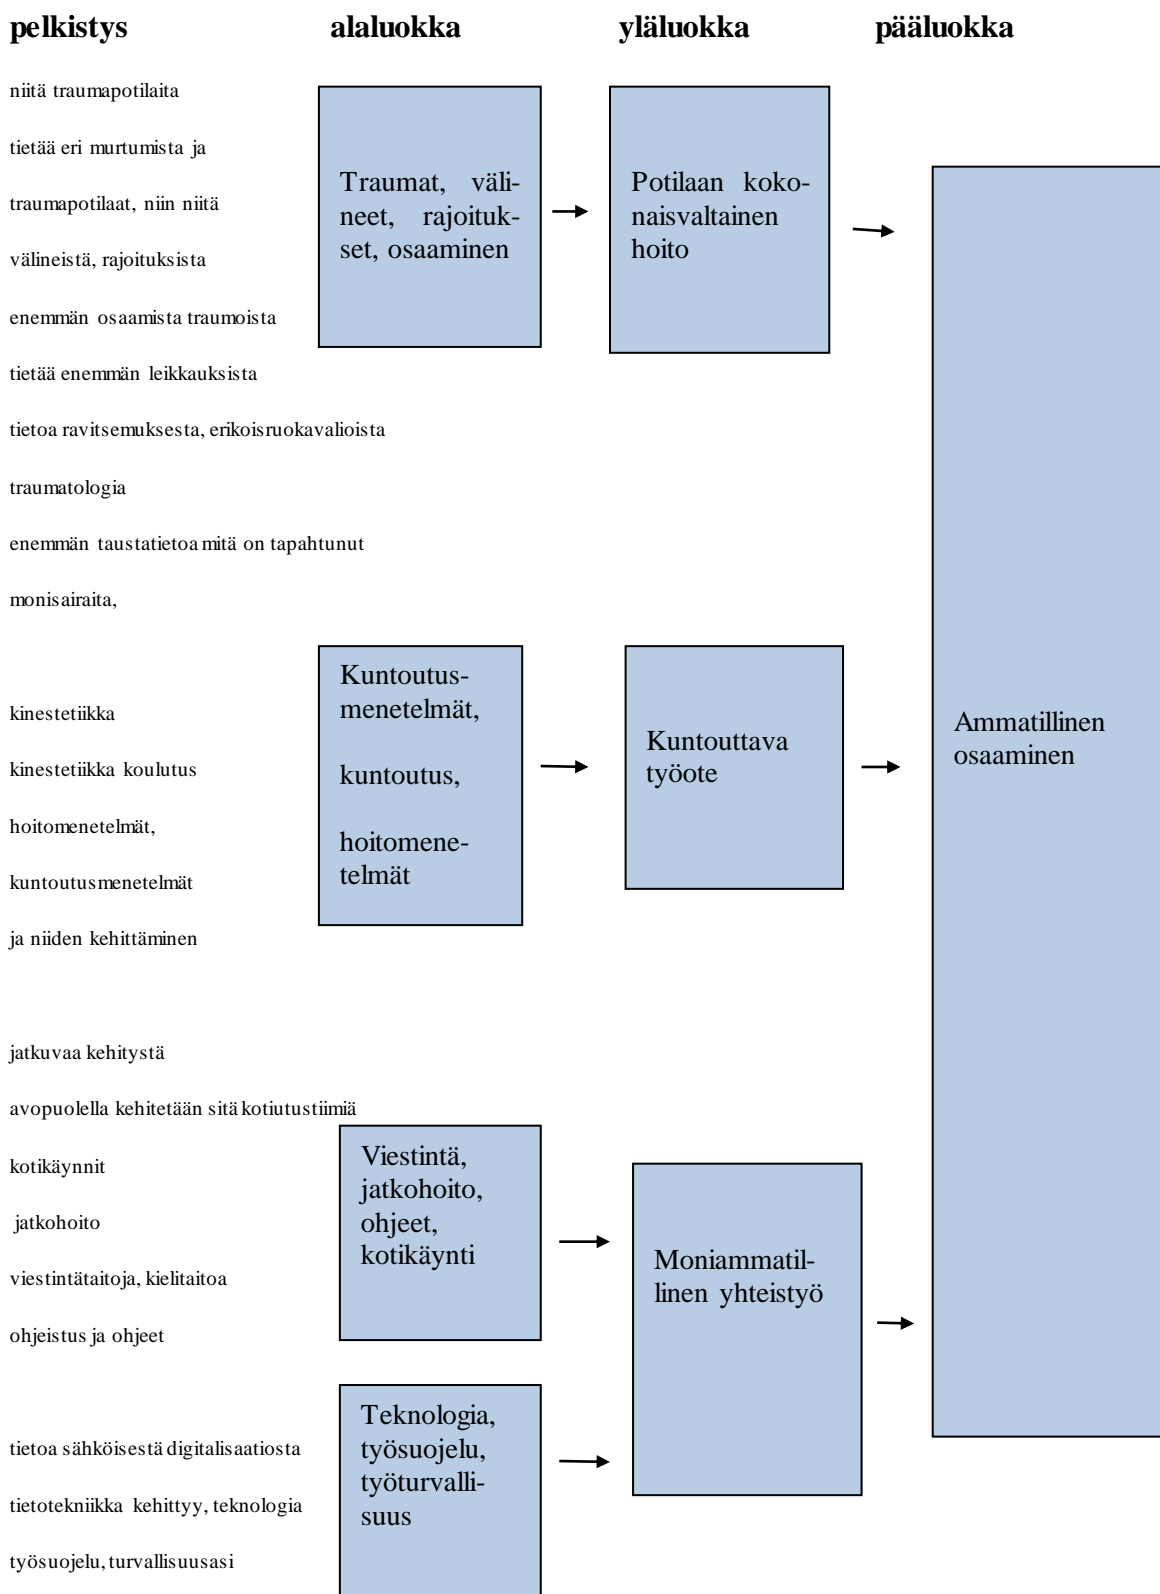 pelkistys alaluokka yläluokka pääluokka
niitä traumapotilaita
tietää eri murtumista ja
traumapotilaat, niin niitä
välineistä, rajoituksista
enemmän osaamista traumoista
tietää enemmän leikkauksista
tietoa ravitsemuksesta, erikoisruokavalioista
traumatologia
enemmän taustatietoa mitä on tapahtunut
monisairaita,
Traumat, väli-
neet, rajoituk-
set, osaaminen
Potilaan koko-
naisvaltainen
hoito
kinestetiikka
kinestetiikka koulutus
hoitomenetelmät,
kuntoutusmenetelmät
ja niiden kehittäminen
Kuntoutus-
menetelmät,
kuntoutus,
hoitomene-
telmät
Kuntouttava
työote
Ammatillinen
osaaminen
jatkuvaa kehitystä
avopuolella kehitetään sitä kotiutustiimiä
kotikäynnit
jatkohoito
viestintätaitoja, kielitaitoa
ohjeistus ja ohjeet
Viestintä,
jatkohoito,
ohjeet,
kotikäynti
Moniammatil-
linen yhteistyö
tietoa sähköisestä digitalisaatiosta
tietotekniikka kehittyy, teknologia
työsuojelu, turvallisuusasi
Teknologia,
työsuojelu,
työturvalli-
suus